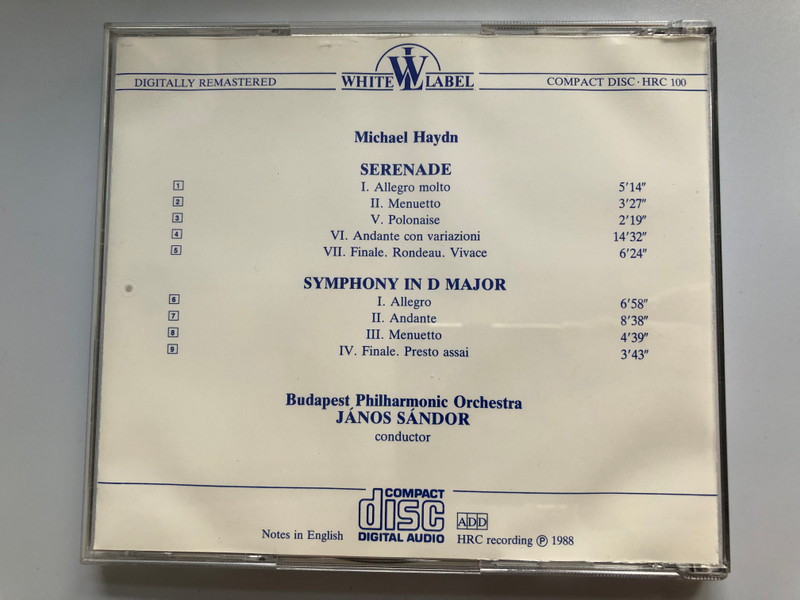 DIGITALLY REMASTERED
WL
WHITE LABEL
COMPACT DISC · HRC 100
Michael Haydn
SERENADE
1 I. Allegro molto 5'14"
2 II. Menuetto 3'27"
3 V. Polonaise 2'19"
4 VI. Andante con variazioni 14'32"
5 VII. Finale. Rondeau. Vivace 6'24"
SYMPHONY IN D MAJOR
6 I. Allegro 6'58"
7 II. Andante 8'38"
8 III. Menuetto 4'39"
9 IV. Finale. Presto assai 3'43"
Budapest Philharmonic Orchestra
JÁNOS SÁNDOR
conductor
Notes in English
COMPACT
disc
DIGITAL AUDIO
ADD
HRC recording ℗ 1988